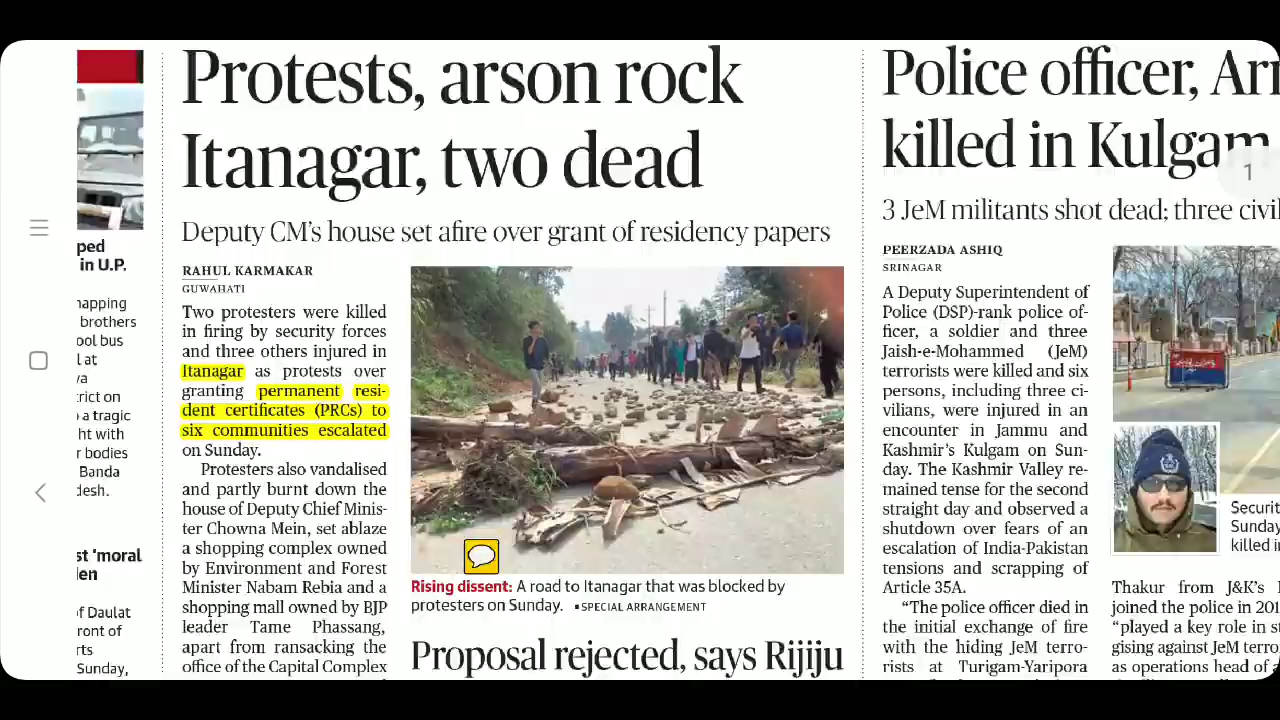 ped
in U.P.
napping
brothers
ool bus
l at
va
trict on
a tragic
ht with
r bodies
Banda
desh.
st 'moral
len
of Daulat
front of
rts
Sunday,
Protests, arson rock
Itanagar, two dead
Deputy CM's house set afire over grant of residency papers
RAHUL KARMAKAR
GUWAHATI
Two protesters were killed
in firing by security forces
and three others injured in
Itanagar as protests over
granting permanent resi-
dent certificates (PRCs) to
six communities escalated
on Sunday.
Protesters also vandalised
and partly burnt down the
house of Deputy Chief Minis-
ter Chowna Mein, set ablaze
a shopping complex owned
by Environment and Forest
Minister Nabam Rebia and a
shopping mall owned by BJP
leader Tame Phassang,
apart from ransacking the
office of the Capital Complex
Rising dissent: A road to Itanagar that was blocked by
protesters on Sunday. ▪SPECIAL ARRANGEMENT
Proposal rejected, says Rijiju
Police officer, Arm
killed in Kulgam
1
3 JeM militants shot dead; three civil
PEERZADA ASHIQ
SRINAGAR
A Deputy Superintendent of
Police (DSP)-rank police of-
ficer, a soldier and three
Jaish-e-Mohammed (JeM)
terrorists were killed and six
persons, including three ci-
vilians, were injured in an
encounter in Jammu and
Kashmir's Kulgam on Sun-
day. The Kashmir Valley re-
mained tense for the second
straight day and observed a
shutdown over fears of an
escalation of India-Pakistan
tensions and scrapping of
Article 35A.
"The police officer died in
the initial exchange of fire
with the hiding JeM terro-
rists at Turigam-Yaripora
Securit
Sunday
killed in
Thakur from J&K's
joined the police in 201
"played a key role in st
gising against JeM terro
as operations head of a